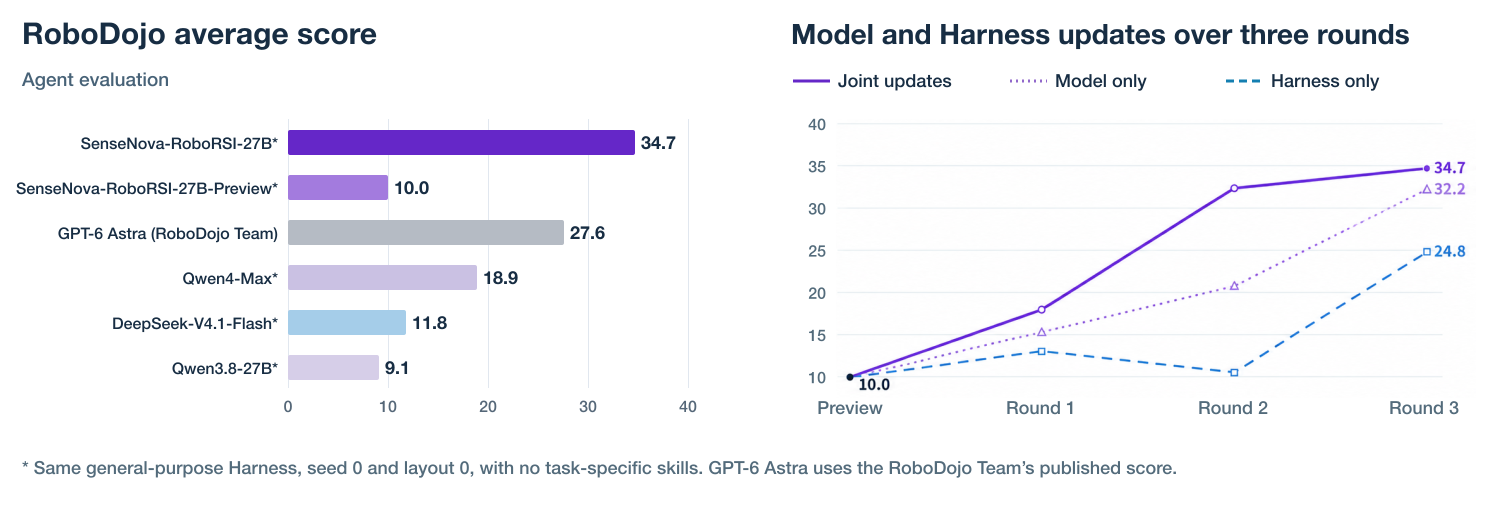 RoboDojo average score
Agent evaluation
SenseNova-RoboRSI-27B* 34.7
SenseNova-RoboRSI-27B-Preview* 10.0
GPT-6 Astra (RoboDojo Team) 27.6
Qwen4-Max* 18.9
DeepSeek-V4.1-Flash* 11.8
Qwen3.8-27B* 9.1
0 10 20 30 40
Model and Harness updates over three rounds
Joint updates Model only Harness only
40
35
30
25
20
15
10
34.7
32.2
24.8
10.0
Preview Round 1 Round 2 Round 3
* Same general-purpose Harness, seed 0 and layout 0, with no task-specific skills. GPT-6 Astra uses the RoboDojo Team’s published score.